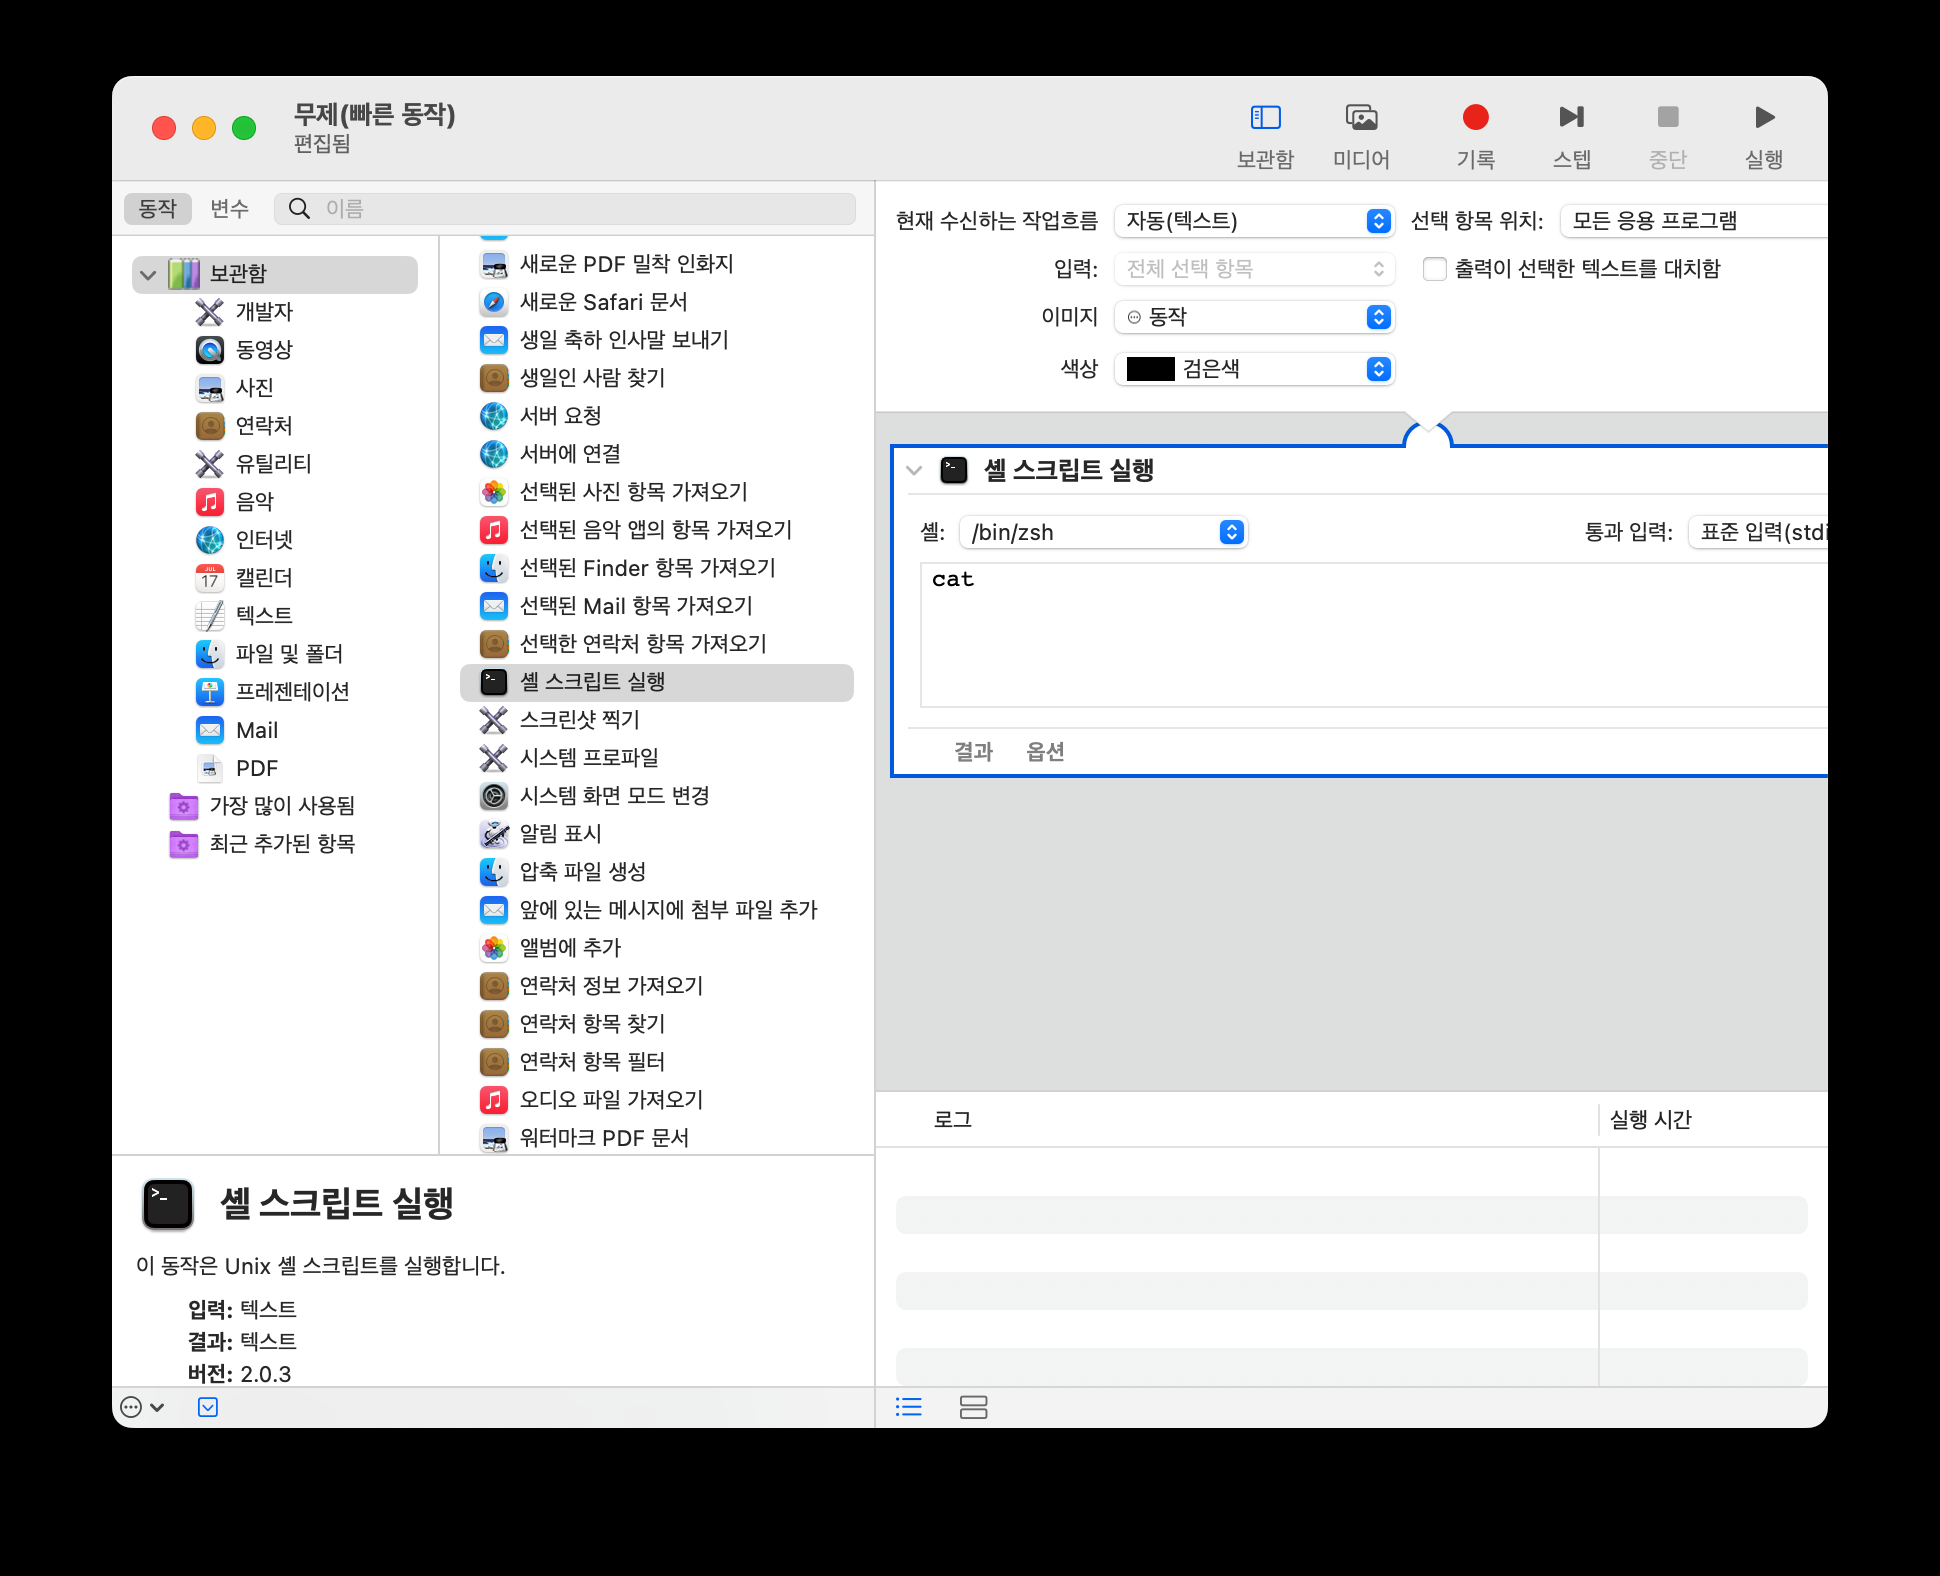 무제(빠른 동작)
편집됨
보관함
미디어
기록
스텝
중단
실행
동작
변수
이름
보관함
개발자
동영상
사진
연락처
유틸리티
음악
인터넷
JUL
17
캘린더
텍스트
파일 및 폴더
프레젠테이션
Mail
PDF
가장 많이 사용됨
최근 추가된 항목
새로운 PDF 밀착 인화지
새로운 Safari 문서
생일 축하 인사말 보내기
생일인 사람 찾기
서버 요청
서버에 연결
선택된 사진 항목 가져오기
선택된 음악 앱의 항목 가져오기
선택된 Finder 항목 가져오기
선택된 Mail 항목 가져오기
선택한 연락처 항목 가져오기
셸 스크립트 실행
스크린샷 찍기
시스템 프로파일
시스템 화면 모드 변경
알림 표시
압축 파일 생성
앞에 있는 메시지에 첨부 파일 추가
앨범에 추가
연락처 정보 가져오기
연락처 항목 찾기
연락처 항목 필터
오디오 파일 가져오기
워터마크 PDF 문서
셸 스크립트 실행
이 동작은 Unix 셸 스크립트를 실행합니다.
입력: 텍스트
결과: 텍스트
버전: 2.0.3
현재 수신하는 작업흐름 자동(텍스트) 선택 항목 위치: 모든 응용 프로그램
입력: 전체 선택 항목 출력이 선택한 텍스트를 대치함
이미지 동작
색상 검은색
셸 스크립트 실행
셸: /bin/zsh 통과 입력: 표준 입력(stdi
cat
결과 옵션
로그 실행 시간